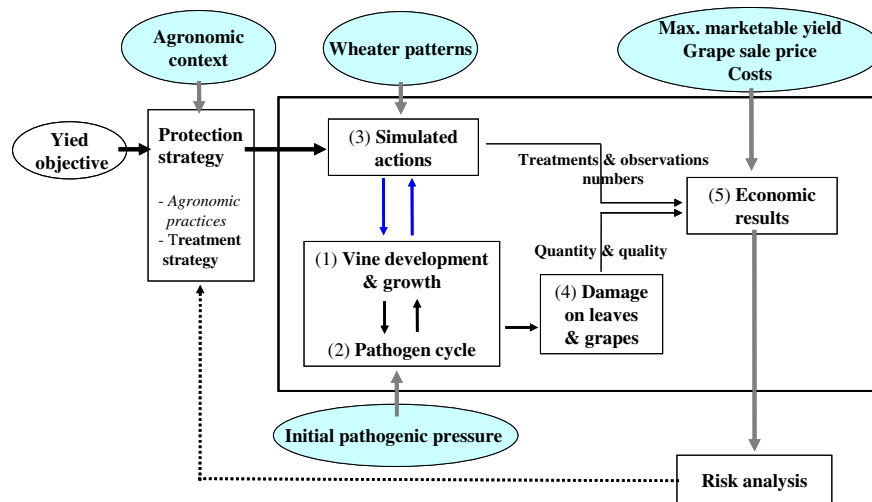 Agronomic
context
Wheater patterns
Max. marketable yield
Grape sale price
Costs
Yied
objective
Protection
strategy
- Agronomic
practices
- Treatment
strategy
(3) Simulated
actions
Treatments & observations
numbers
(5) Economic
results
(1) Vine development
& growth
(2) Pathogen cycle
Quantity & quality
(4) Damage
on leaves
& grapes
Initial pathogenic pressure
Risk analysis